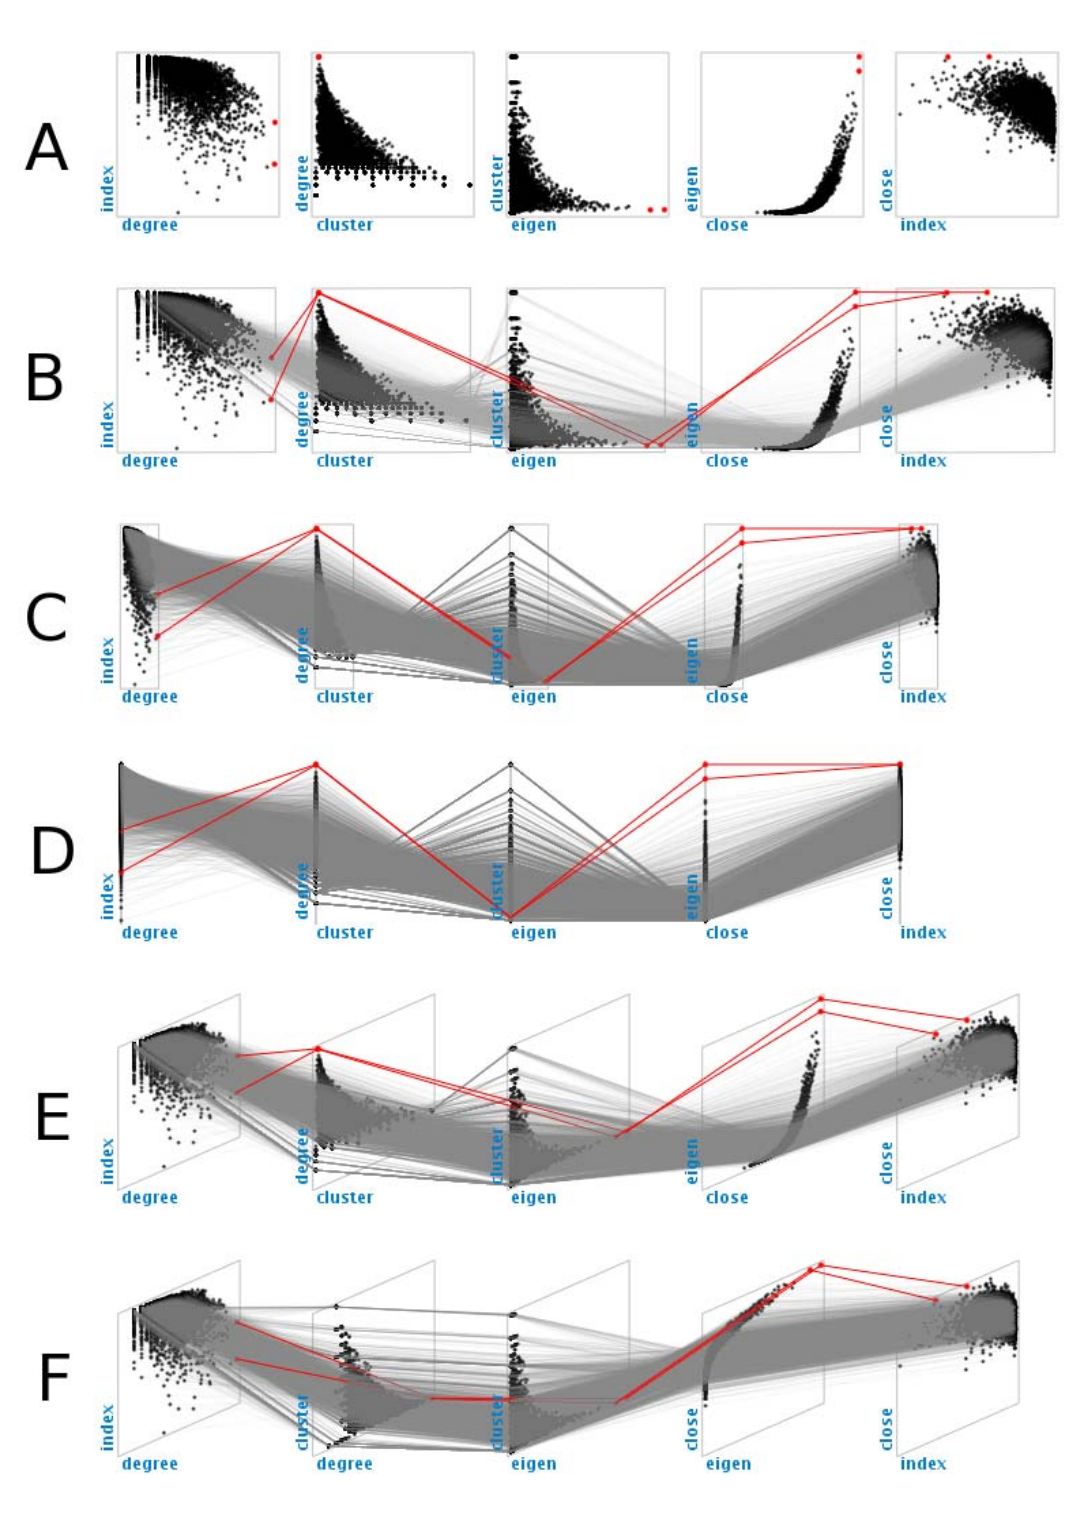 A
index degree cluster eigen close
degree cluster eigen close index
B
index degree cluster eigen close
degree cluster eigen close index
C
index degree cluster eigen close
degree cluster eigen close index
D
index degree cluster eigen close
degree cluster eigen close index
E
index degree cluster eigen close
degree cluster eigen close index
F
index cluster cluster close close
degree degree eigen eigen index